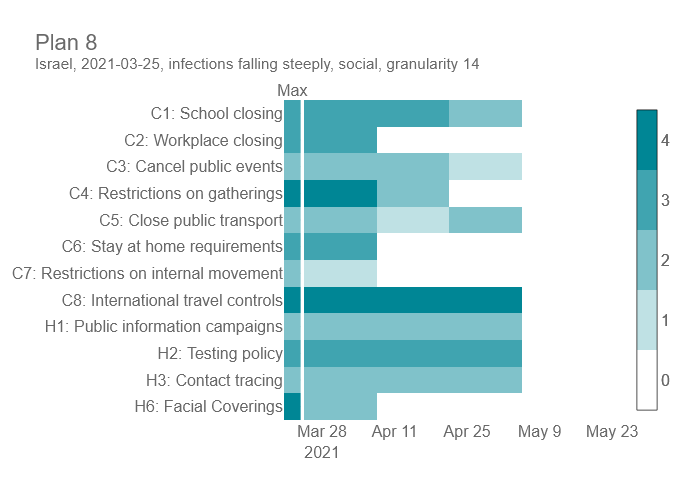 Plan 8
Israel, 2021-03-25, infections falling steeply, social, granularity 14
Max
C1: School closing
C2: Workplace closing
C3: Cancel public events
C4: Restrictions on gatherings
C5: Close public transport
C6: Stay at home requirements
C7: Restrictions on internal movement
C8: International travel controls
H1: Public information campaigns
H2: Testing policy
H3: Contact tracing
H6: Facial Coverings
Mar 28
2021
Apr 11
Apr 25
May 9
May 23
4
3
2
1
0